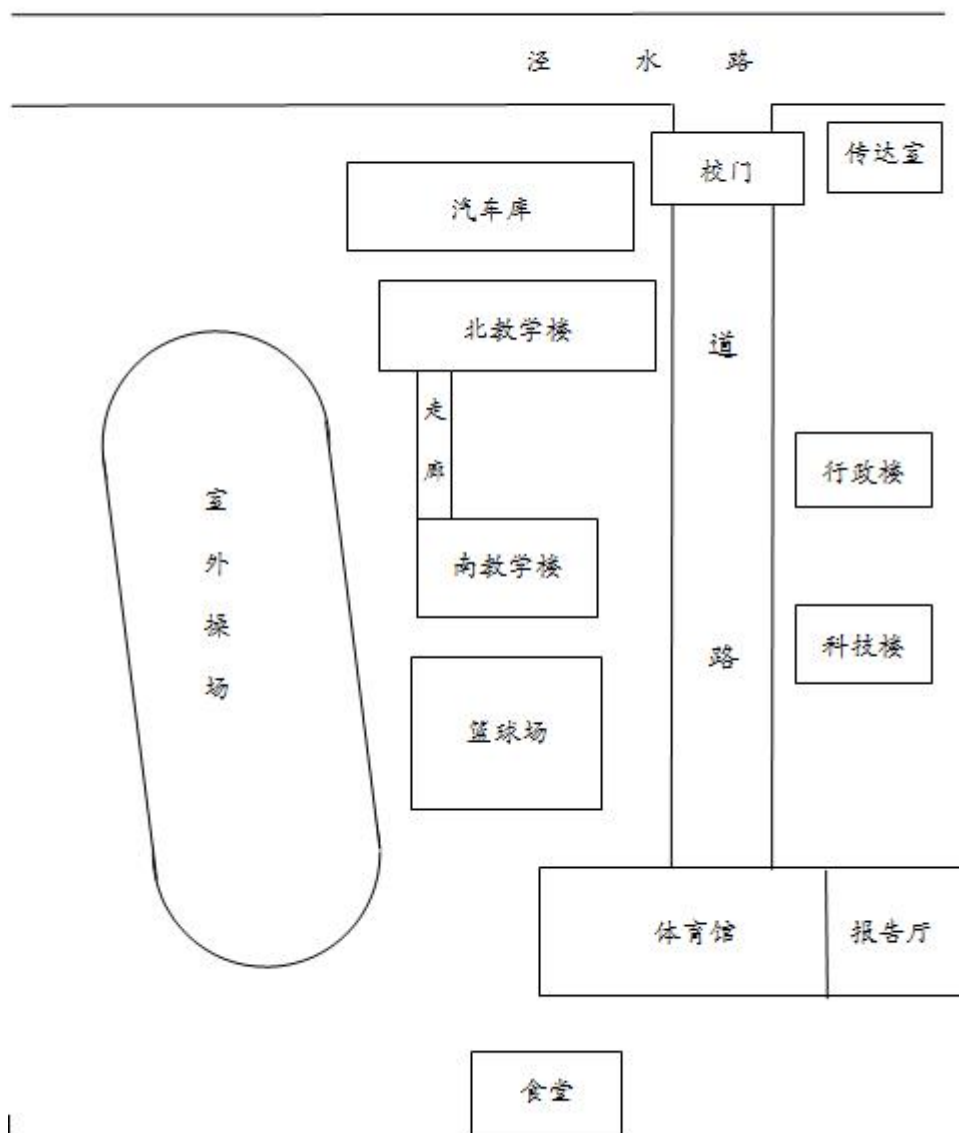 泾水路
传达室
校门
汽车库
北教学楼
道路
走廊
行政楼
室外操场
南教学楼
科技楼
篮球场
体育馆
报告厅
食堂